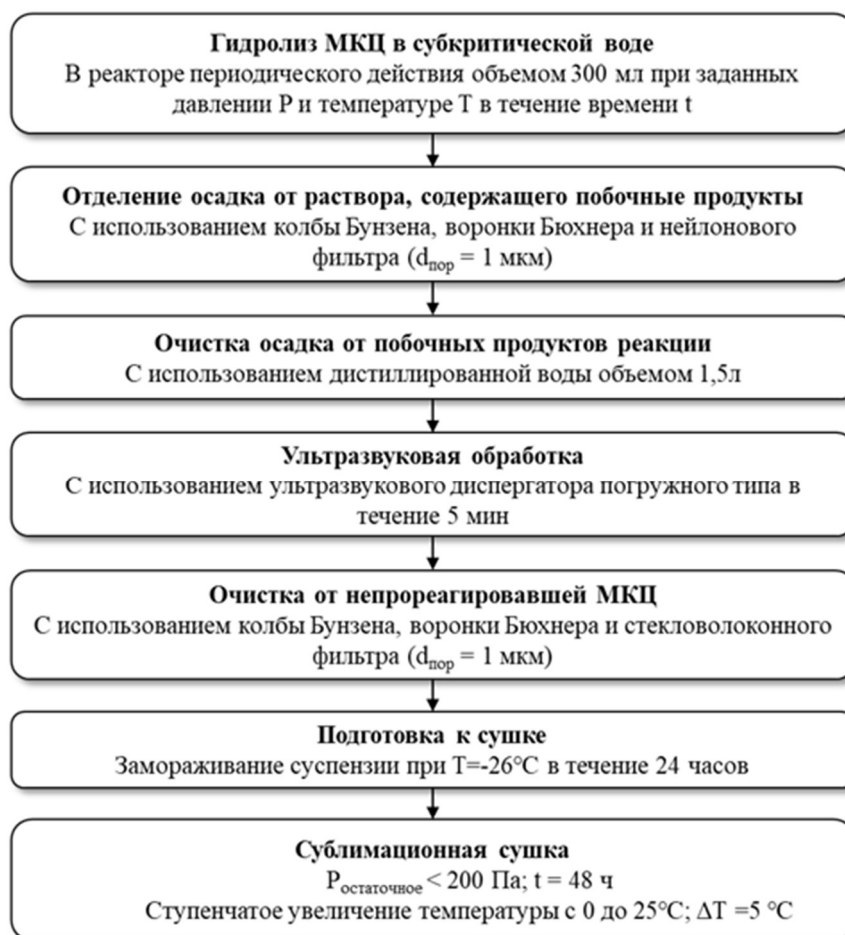 Гидролиз МКЦ в субкритической воде
В реакторе периодического действия объемом 300 мл при заданных
давлении P и температуре T в течение времени t
Отделение осадка от раствора, содержащего побочные продукты
С использованием колбы Бунзена, воронки Бюхнера и нейлонового
фильтра (dпор = 1 мкм)
Очистка осадка от побочных продуктов реакции
С использованием дистиллированной воды объемом 1,5л
Ультразвуковая обработка
С использованием ультразвукового диспергатора погружного типа в
течение 5 мин
Очистка от непрореагировавшей МКЦ
С использованием колбы Бунзена, воронки Бюхнера и стекловолоконного
фильтра (dпор = 1 мкм)
Подготовка к сушке
Замораживание суспензии при T=-26°C в течение 24 часов
Сублимационная сушка
Pостаточное < 200 Па; t = 48 ч
Ступенчатое увеличение температуры с 0 до 25°C; ΔT =5 °C